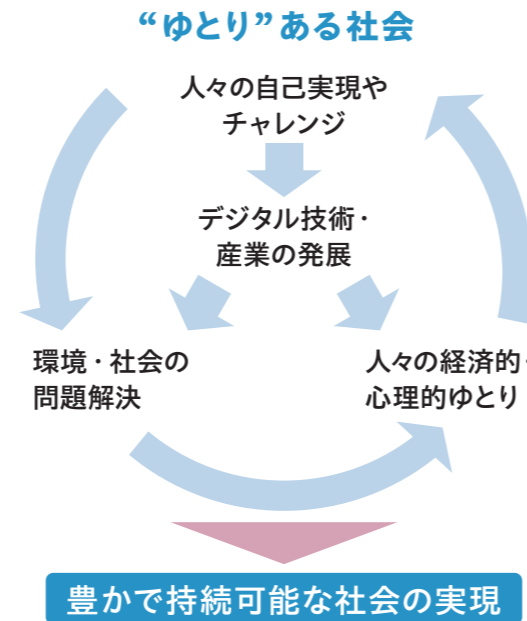 “ゆとり”ある社会
人々の自己実現や
チャレンジ
デジタル技術・
産業の発展
環境・社会の
問題解決
人々の経済的・
心理的ゆとり
豊かで持続可能な社会の実現